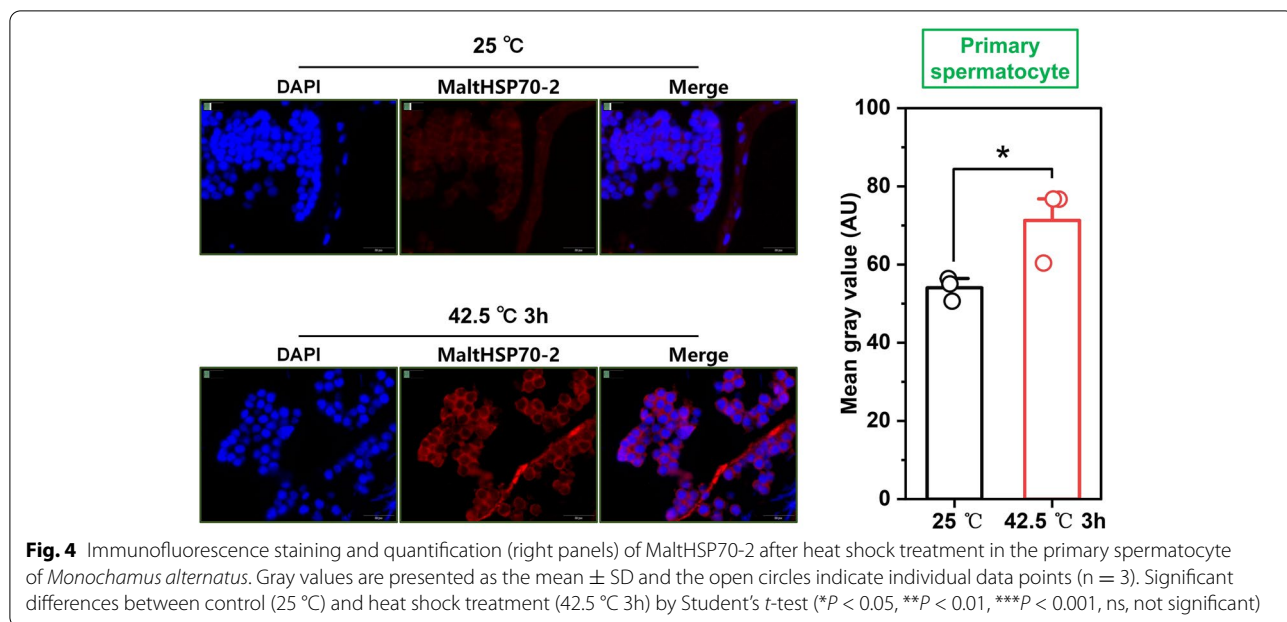 25 ℃
DAPI MaltHSP70-2 Merge
42.5 ℃ 3h
DAPI MaltHSP70-2 Merge
Primary
spermatocyte
Mean gray value (AU)
100
80
60
40
20
0
*
25 ℃ 42.5 ℃ 3h
Fig. 4 Immunofluorescence staining and quantification (right panels) of MaltHSP70-2 after heat shock treatment in the primary spermatocyte
of Monochamus alternatus. Gray values are presented as the mean ± SD and the open circles indicate individual data points (n = 3). Significant
differences between control (25 °C) and heat shock treatment (42.5 °C 3h) by Student's t-test (*P < 0.05, **P < 0.01, ***P < 0.001, ns, not significant)